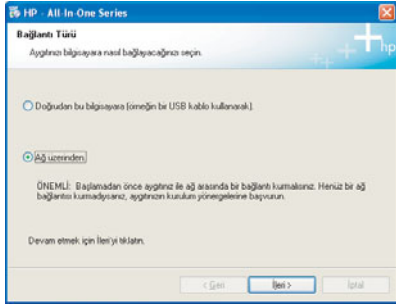 HP - All-In-One Series
Bağlantı Türü
Aygıtınızı bilgisayara nasıl bağlayacağınızı seçin.
hp
Doğrudan bu bilgisayara (örneğin bir USB kablo kullanarak).
Ağ üzerinden.
ÖNEMLİ: Başlamadan önce aygıtınız ile ağ arasında bir bağlantı kurmalısınız. Henüz bir ağ
bağlantısı kurmadıysanız, aygıtınızın kurulum yönergelerine başvurun.
Devam etmek için İleri'yi tıklatın.
< Geri
İleri >
İptal